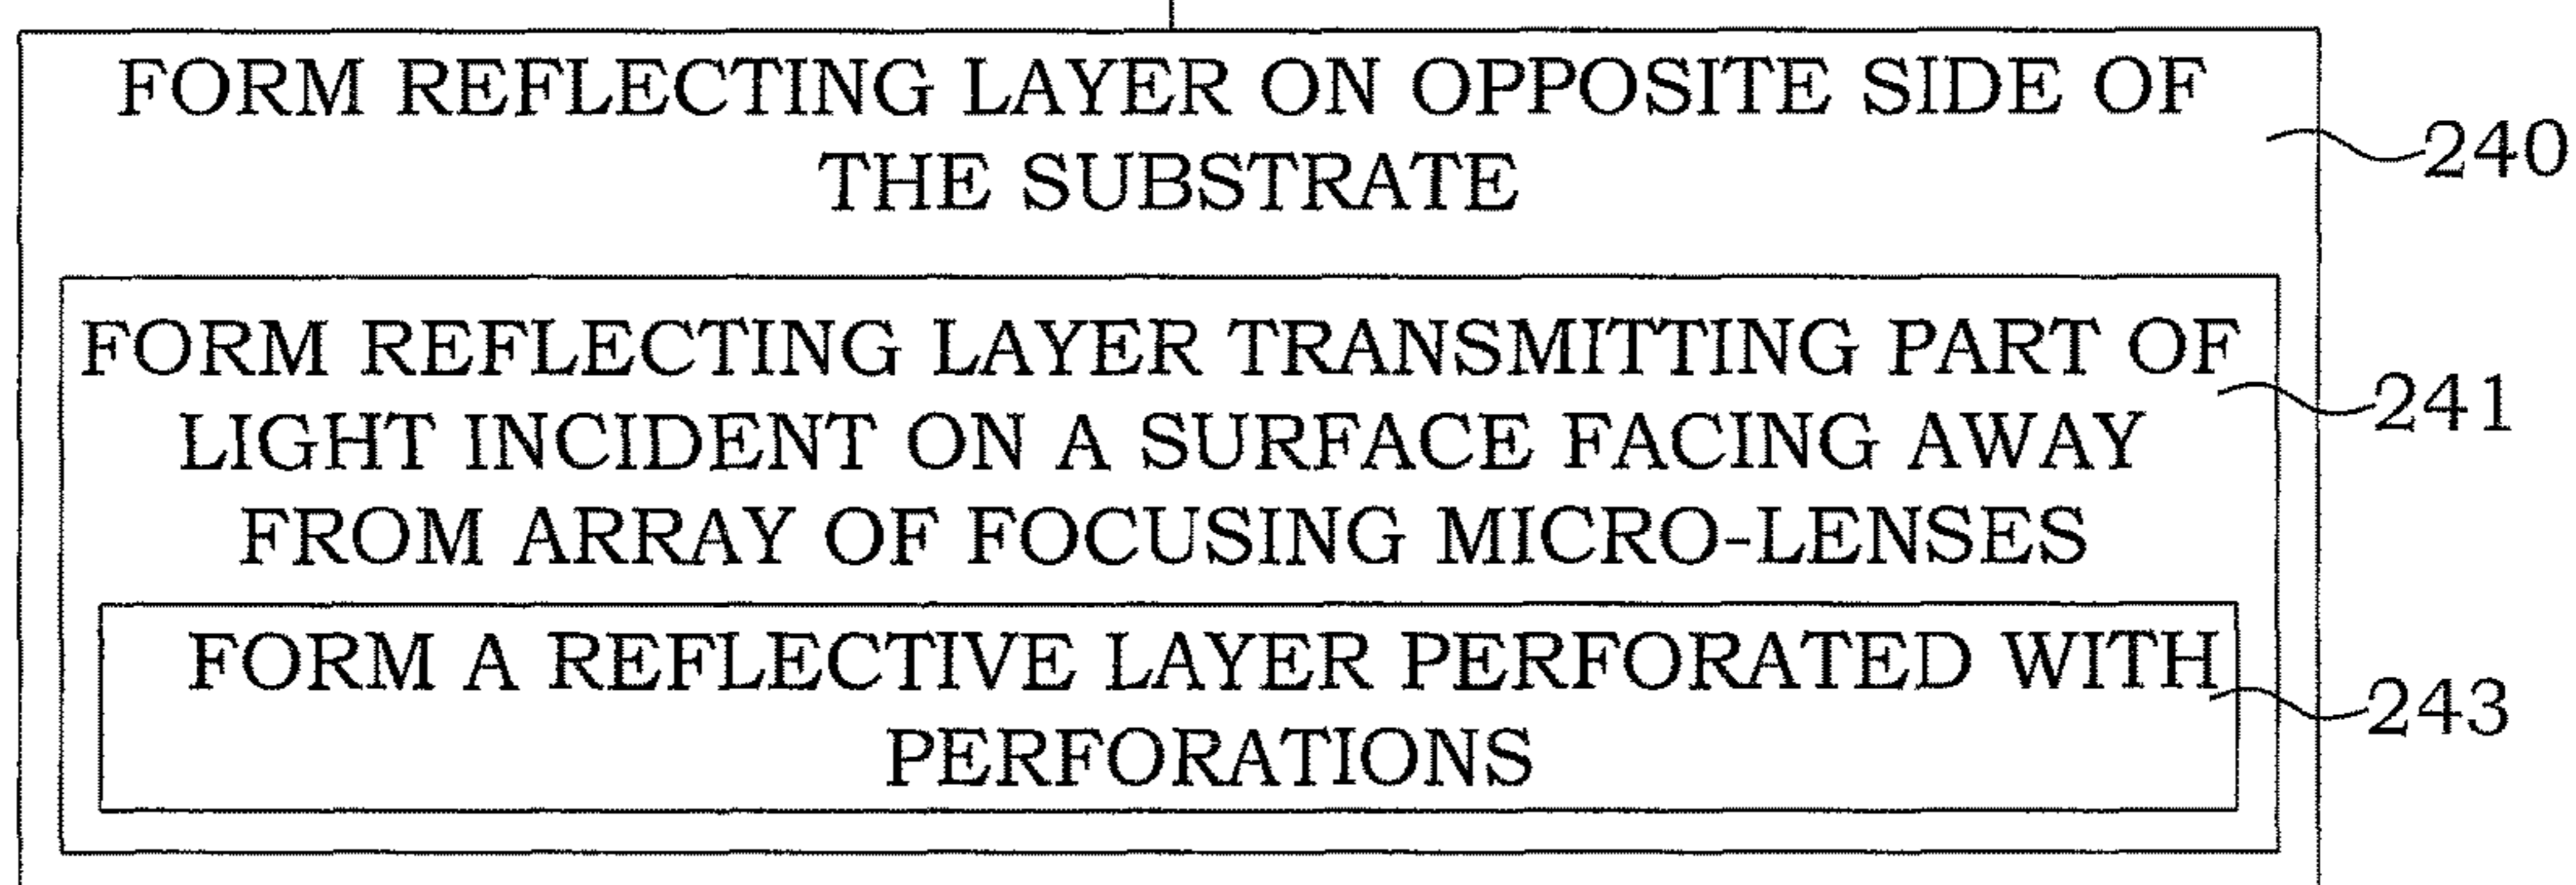 FORM REFLECTING LAYER ON OPPOSITE SIDE OF
THE SUBSTRATE
240
FORM REFLECTING LAYER TRANSMITTING PART OF
LIGHT INCIDENT ON A SURFACE FACING AWAY
FROM ARRAY OF FOCUSING MICRO-LENSES
241
FORM A REFLECTIVE LAYER PERFORATED WITH
PERFORATIONS
243